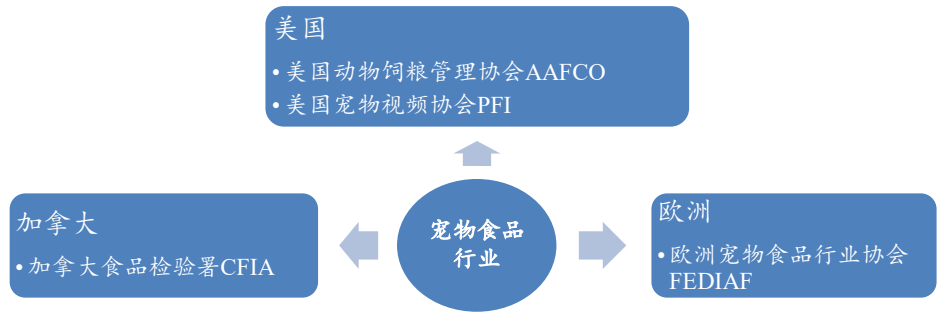 美国
•美国动物饲粮管理协会AAFCO
•美国宠物视频协会PFI
加拿大
•加拿大食品检验署CFIA
宠物食品
行业
欧洲
•欧洲宠物食品行业协会
FEDIAF